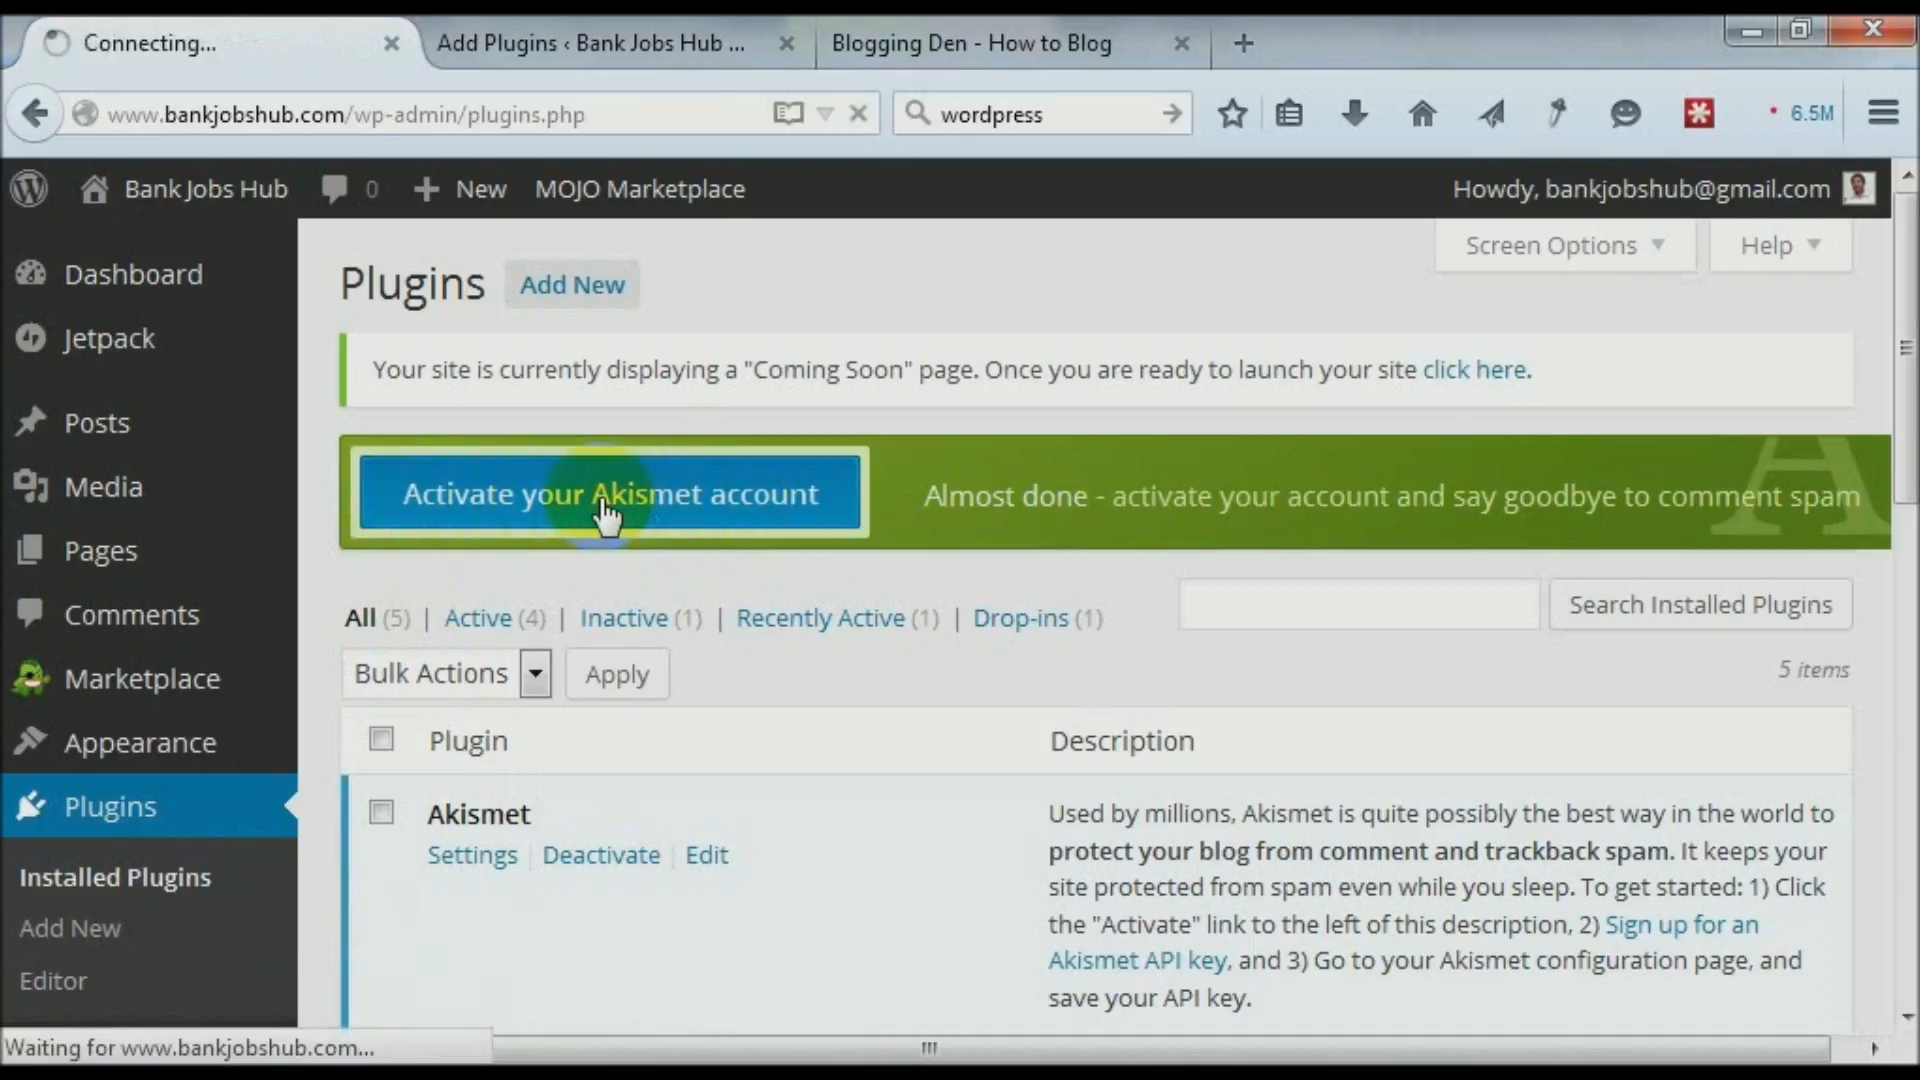 Connecting...
Add Plugins ‹ Bank Jobs Hub ...
Blogging Den - How to Blog
www.bankjobshub.com/wp-admin/plugins.php
wordpress
6.5M
Bank Jobs Hub
0
New
MOJO Marketplace
Howdy, bankjobshub@gmail.com
Dashboard
Jetpack
Posts
Media
Pages
Comments
Marketplace
Appearance
Plugins
Installed Plugins
Add New
Editor
Screen Options
Help
Plugins
Add New
Your site is currently displaying a "Coming Soon" page. Once you are ready to launch your site click here.
Activate your Akismet account
Almost done - activate your account and say goodbye to comment spam
A
All (5) | Active (4) | Inactive (1) | Recently Active (1) | Drop-ins (1)
Search Installed Plugins
Bulk Actions
Apply
5 items
Plugin
Description
Akismet
Settings | Deactivate | Edit
Used by millions, Akismet is quite possibly the best way in the world to
protect your blog from comment and trackback spam. It keeps your
site protected from spam even while you sleep. To get started: 1) Click
the "Activate" link to the left of this description, 2) Sign up for an
Akismet API key, and 3) Go to your Akismet configuration page, and
save your API key.
Waiting for www.bankjobshub.com...